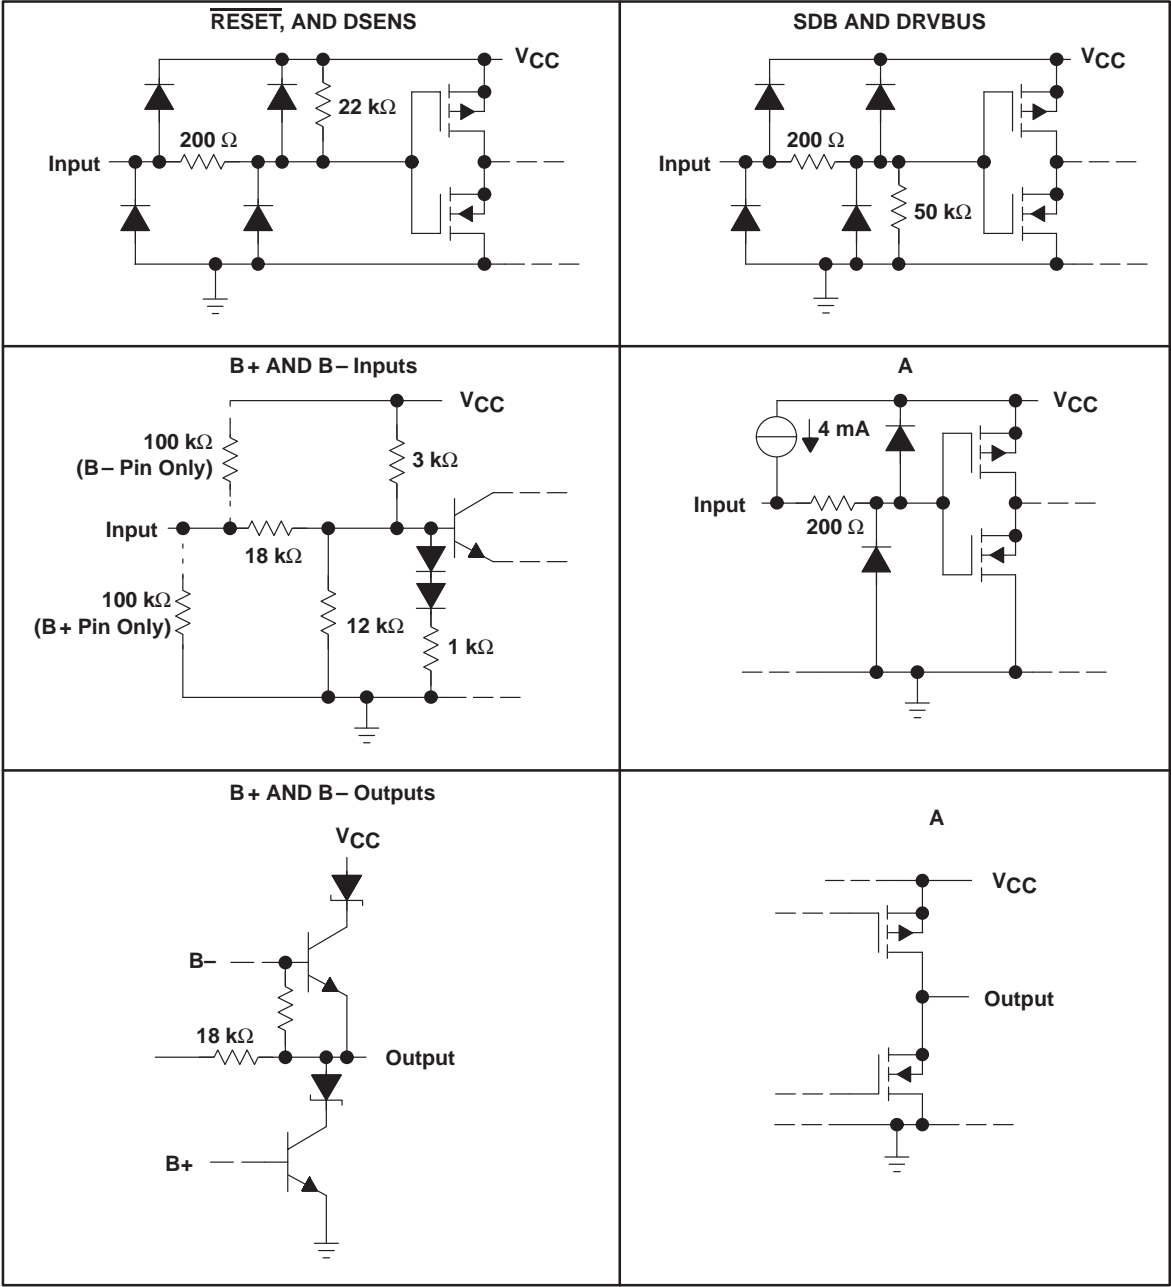 RESET, AND DSENS
VCC
22 kΩ
200 Ω
Input
SDB AND DRVBUS
VCC
200 Ω
Input
50 kΩ
B+ AND B– Inputs
VCC
100 kΩ
(B– Pin Only)
3 kΩ
Input
18 kΩ
100 kΩ
(B+ Pin Only)
12 kΩ
1 kΩ
A
VCC
4 mA
Input
200 Ω
B+ AND B– Outputs
VCC
B–
18 kΩ
Output
B+
A
VCC
Output